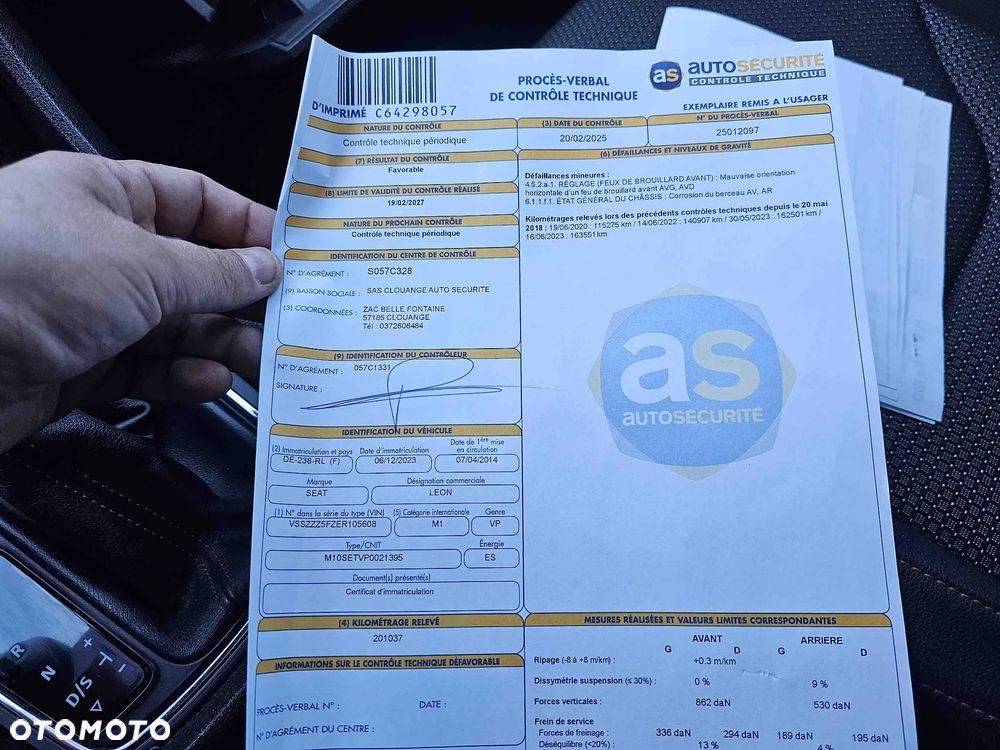 D'IMPRIMÉ C64298057
PROCÈS-VERBAL
DE CONTRÔLE TECHNIQUE
as AUTOSÉCURITÉ
CONTROLE TECHNIQUE
EXEMPLAIRE REMIS A L'USAGER
NATURE DU CONTRÔLE
Contrôle technique périodique
(3) DATE DU CONTRÔLE
20/02/2025
N° DU PROCÈS-VERBAL
25012097
(7) RÉSULTAT DU CONTRÔLE
Favorable
(8) LIMITE DE VALIDITÉ DU CONTRÔLE RÉALISÉ
19/02/2027
NATURE DU PROCHAIN CONTRÔLE
Contrôle technique périodique
IDENTIFICATION DU CENTRE DE CONTRÔLE
N° D'AGRÉMENT : S057C328
(9) RAISON SOCIALE : SAS CLOUANGE AUTO SECURITE
(3) COORDONNÉES : ZAC BELLE FONTAINE
57185 CLOUANGE
Tél : 0372606484
(9) IDENTIFICATION DU CONTRÔLEUR
N° D'AGRÉMENT : 057C1331
SIGNATURE :
IDENTIFICATION DU VÉHICULE
(2) Immatriculation et pays
DE-238-RL (F)
Date d'immatriculation
06/12/2023
Date de 1ère mise
en circulation
07/04/2014
Marque
SEAT
Désignation commerciale
LEON
(1) N° dans la série du type (VIN)
VSSZZZ5FZER105608
(5) Catégorie internationale
M1
Genre
VP
Type/CNIT
M10SETVP0021395
Énergie
ES
Document(s) présenté(s)
Certificat d'immatriculation
(4) KILOMÉTRAGE RELEVÉ
201037
INFORMATIONS SUR LE CONTRÔLE TECHNIQUE DÉFAVORABLE
PROCÈS-VERBAL N° : DATE :
N° D'AGRÉMENT DU CENTRE :
(6) DÉFAILLANCES ET NIVEAUX DE GRAVITÉ
Défaillances mineures :
4.5.2.a.1. RÉGLAGE (FEUX DE BROUILLARD AVANT) : Mauvaise orientation
horizontale d'un feu de brouillard avant AVG, AVD
6.1.1.f.1. ÉTAT GÉNÉRAL DU CHÂSSIS : Corrosion du berceau AV, AR
Kilométrages relevés lors des précédents contrôles techniques depuis le 20 mai
2018 : 19/06/2020 : 115275 km / 14/06/2022 : 140907 km / 30/05/2023 : 162501 km /
16/06/2023 : 163551km
as
AUTOSÉCURITÉ
MESURES RÉALISÉES ET VALEURS LIMITES CORRESPONDANTES
AVANT ARRIERE
G D G D
Ripage (-8 à +8 m/km) : +0.3 m/km
Dissymétrie suspension (≤ 30%) : 0 % 9 %
Forces verticales : 862 daN 530 daN
Frein de service
Forces de freinage : 336 daN 294 daN 189 daN 195 daN
Déséquilibre (<20%) : 13 % 4 %
R
N
D/S
+
T
−
OTOMOTO